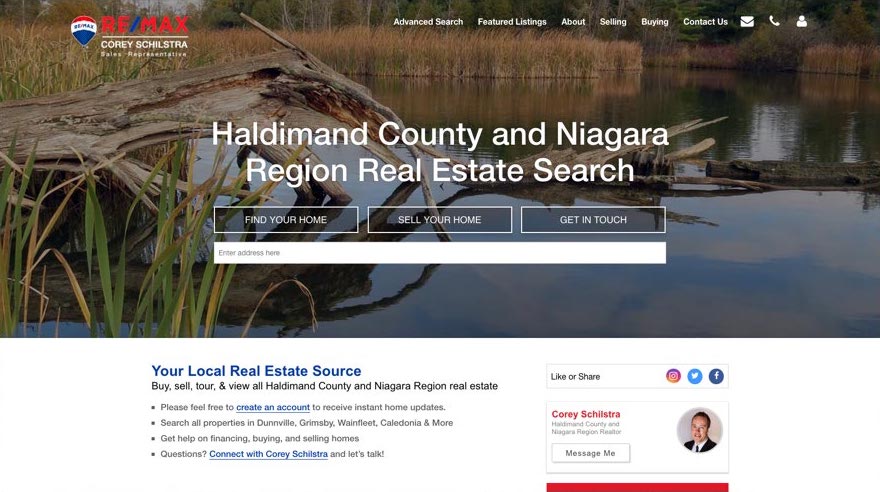 RE/MAX
RE/MAX
COREY SCHILSTRA
Sales Representative
Advanced Search Featured Listings About Selling Buying Contact Us
Haldimand County and Niagara
Region Real Estate Search
FIND YOUR HOME SELL YOUR HOME GET IN TOUCH
Enter address here
Your Local Real Estate Source
Buy, sell, tour, & view all Haldimand County and Niagara Region real estate
Please feel free to create an account to receive instant home updates.
Search all properties in Dunnville, Grimsby, Wainfleet, Caledonia & More
Get help on financing, buying, and selling homes
Questions? Connect with Corey Schilstra and let's talk!
Like or Share
Corey Schilstra
Haldimand County and
Niagara Region Realtor
Message Me